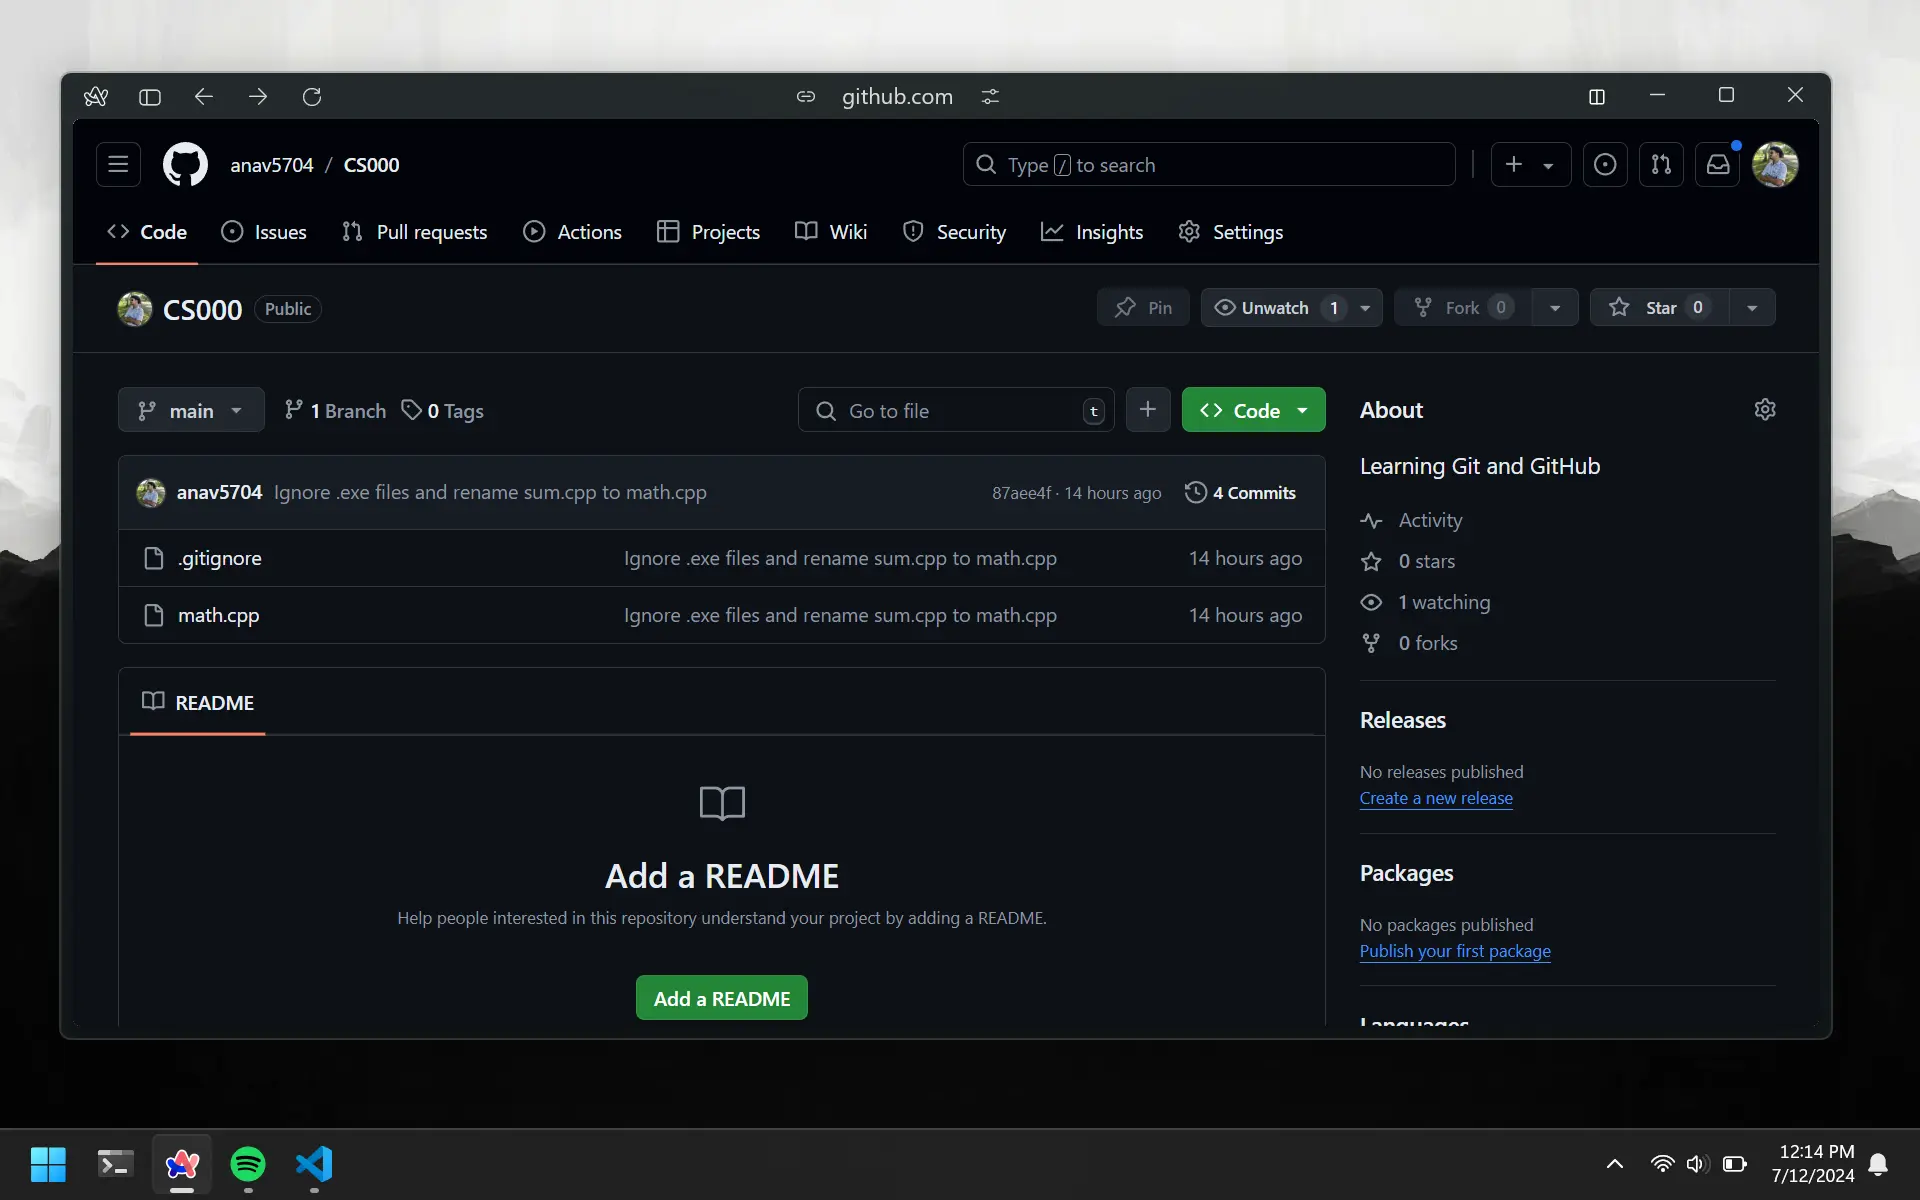 github.com
anav5704 / CS000
Type / to search
Code Issues Pull requests Actions Projects Wiki Security Insights Settings
CS000 Public
Pin Unwatch 1 Fork 0 Star 0
main 1 Branch 0 Tags
Go to file t
Code
anav5704 Ignore .exe files and rename sum.cpp to math.cpp 87aee4f · 14 hours ago 4 Commits
.gitignore Ignore .exe files and rename sum.cpp to math.cpp 14 hours ago
math.cpp Ignore .exe files and rename sum.cpp to math.cpp 14 hours ago
README
Add a README
Help people interested in this repository understand your project by adding a README.
Add a README
About
Learning Git and GitHub
Activity
0 stars
1 watching
0 forks
Releases
No releases published
Create a new release
Packages
No packages published
Publish your first package
Languages
12:14 PM
7/12/2024